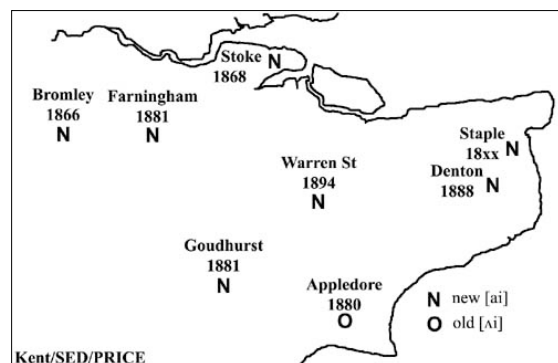 Stoke N
1868
Bromley
1866
N
Farningham
1881
N
Staple
18xx N
Warren St
1894
N
Denton
1888 N
Goudhurst
1881
N
Appledore
1880
O
N new [ai]
O old [ʌi]
Kent/SED/PRICE